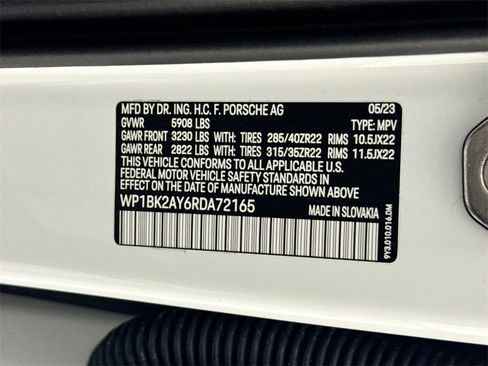 MFD BY DR. ING. H.C. F. PORSCHE AG 05/23
GVWR 5908 LBS TYPE: MPV
GAWR FRONT 3230 LBS WITH: TIRES 285/40ZR22 RIMS 10.5JX22
GAWR REAR 2822 LBS WITH: TIRES 315/35ZR22 RIMS 11.5JX22
THIS VEHICLE CONFORMS TO ALL APPLICABLE U.S.
FEDERAL MOTOR VEHICLE SAFETY STANDARDS IN
EFFECT ON THE DATE OF MANUFACTURE SHOWN ABOVE
WP1BK2AY6RDA72165 MADE IN SLOVAKIA
9Y3.010.016.DM